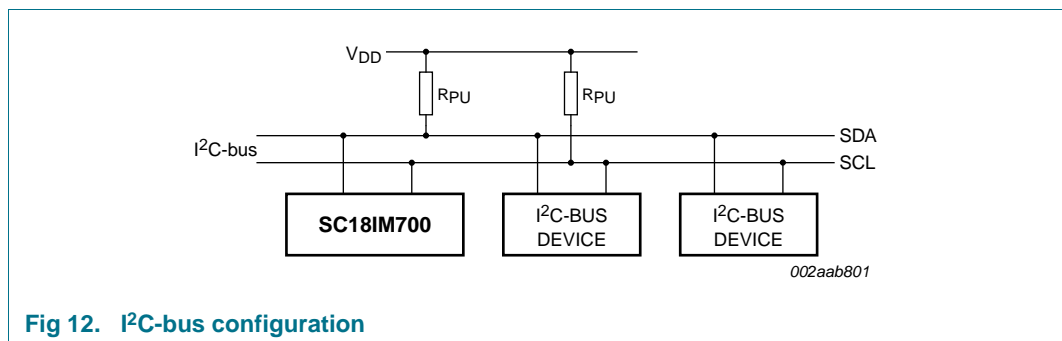 VDD
RPU
RPU
I2C-bus
SDA
SCL
SC18IM700
I2C-BUS
DEVICE
I2C-BUS
DEVICE
002aab801
Fig 12. I2C-bus configuration